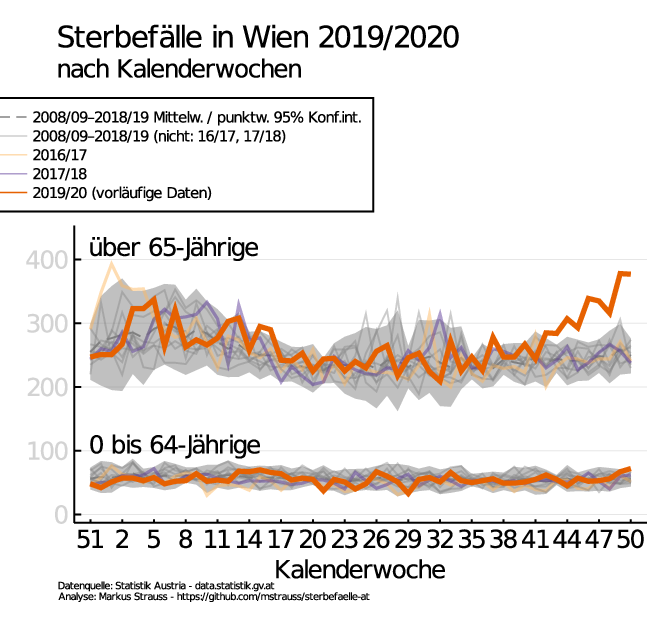 Sterbefälle in Wien 2019/2020
nach Kalenderwochen
2008/09–2018/19 Mittelw. / punktw. 95% Konf.int.
2008/09–2018/19 (nicht: 16/17, 17/18)
2016/17
2017/18
2019/20 (vorläufige Daten)
über 65-Jährige
400
300
200
0 bis 64-Jährige
100
0
51 2 5 8 11 14 17 20 23 26 29 32 35 38 41 44 47 50
Kalenderwoche
Datenquelle: Statistik Austria - data.statistik.gv.at
Analyse: Markus Strauss - https://github.com/mstrauss/sterbefaelle-at